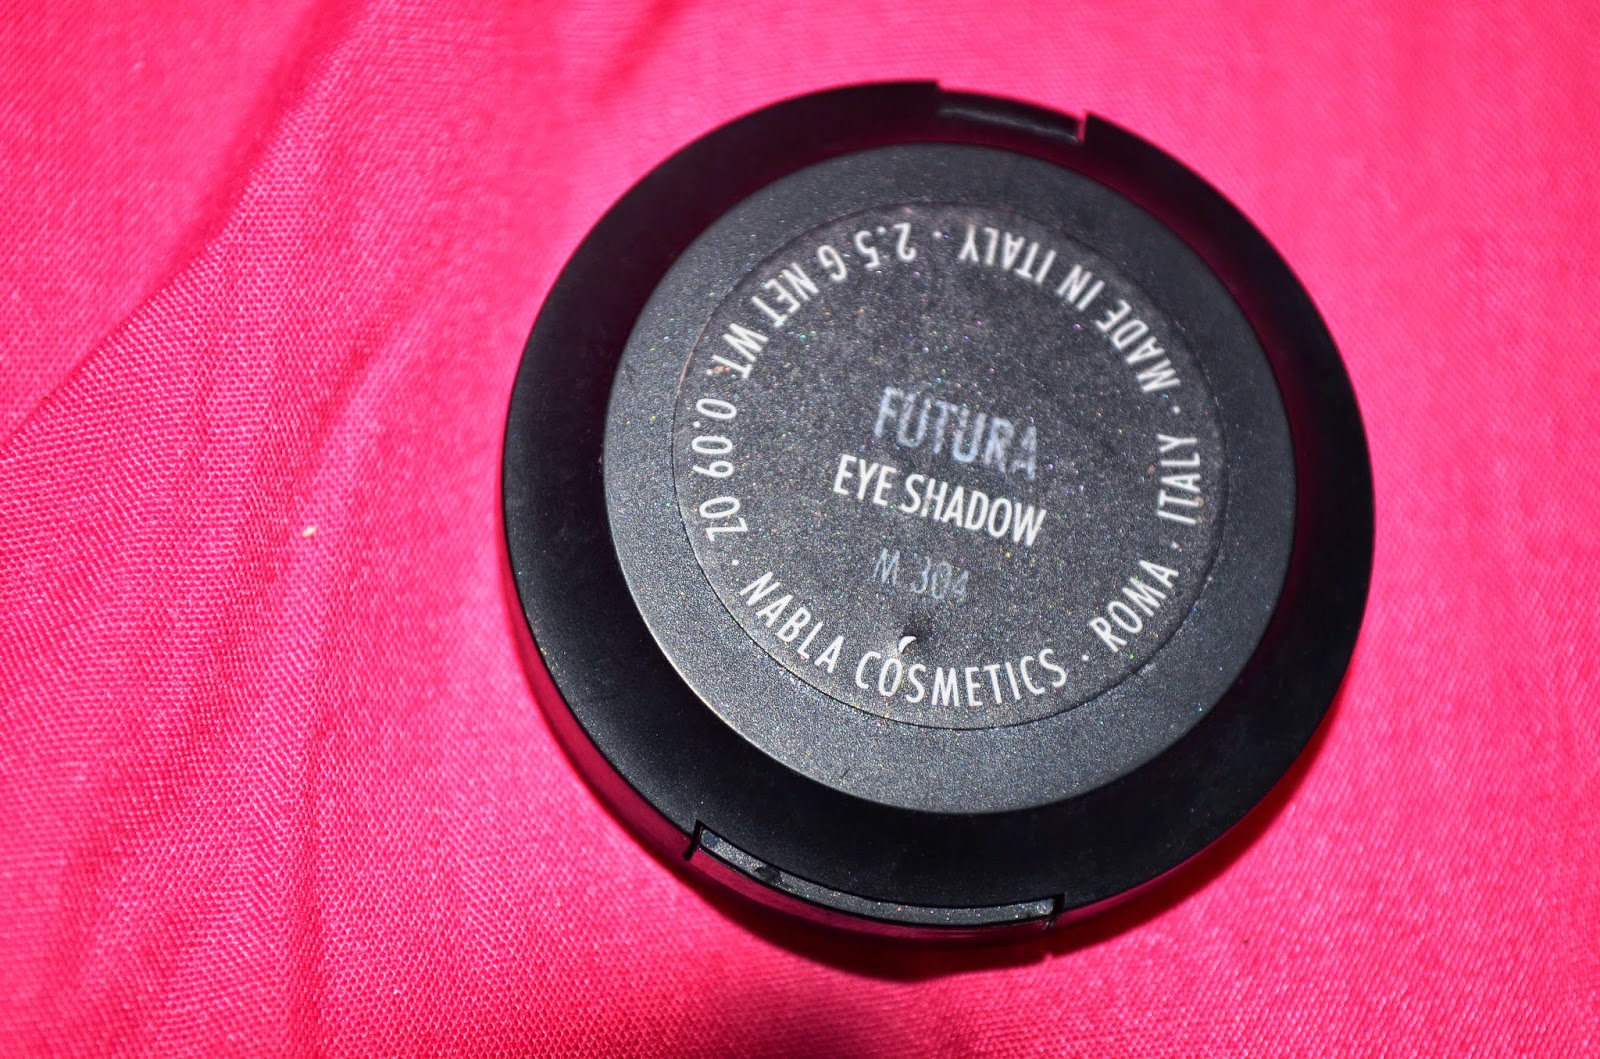 FUTURA
EYE SHADOW
M 304
NABLA COSMETICS · ROMA · ITALY · MADE IN ITALY · 2.5 G NET WT. 0.09 OZ ·